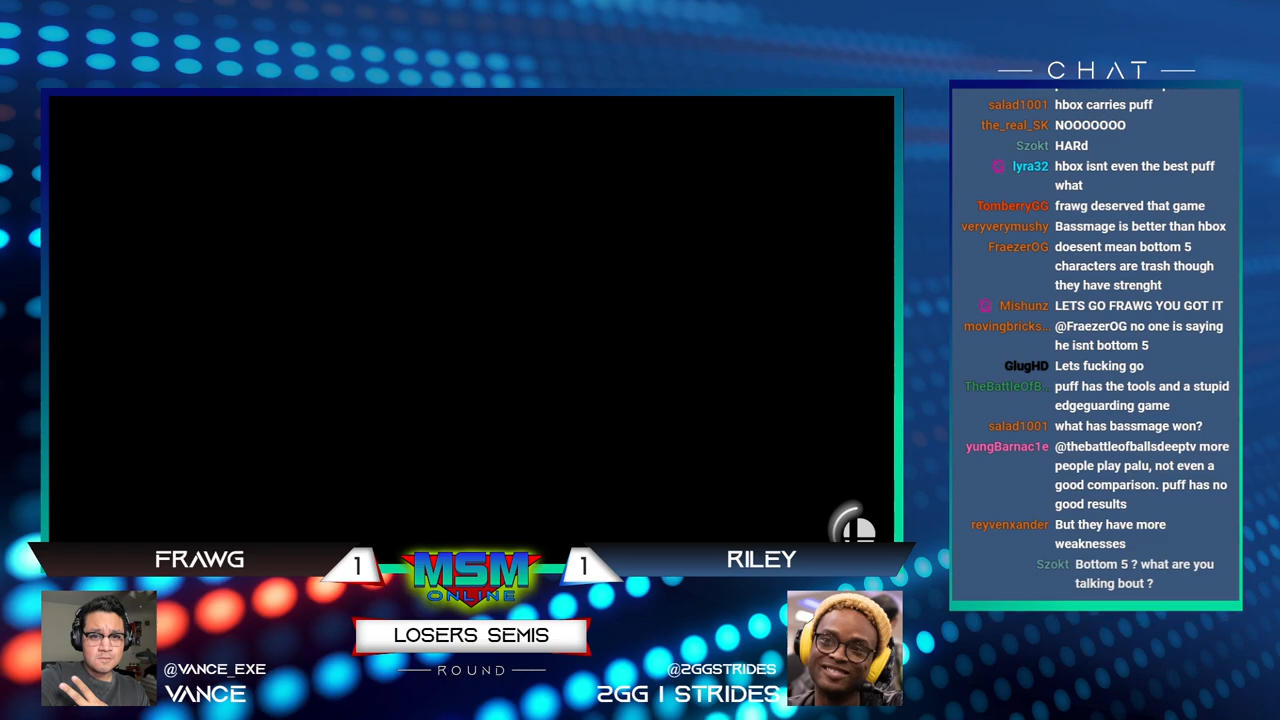 CHAT
salad1001 hbox carries puff
the_real_SK NOOOOOOO
Szokt HARd
lyra32 hbox isnt even the best puff
what
TomberryGG frawg deserved that game
veryverymushy Bassmage is better than hbox
FraezerOG doesent mean bottom 5
characters are trash though
they have strenght
Mishunz LETS GO FRAWG YOU GOT IT
movingbricks... @FraezerOG no one is saying
he isnt bottom 5
GlugHD Lets fucking go
TheBattleOfB... puff has the tools and a stupid
edgeguarding game
salad1001 what has bassmage won?
yungBarnac1e @thebattleofballsdeeptv more
people play palu, not even a
good comparison. puff has no
good results
reyvenxander But they have more
weaknesses
Szokt Bottom 5 ? what are you
talking bout ?
FRAWG 1
MSM
ONLINE
1 RILEY
LOSERS SEMIS
ROUND
@VANCE_EXE
VANCE
@2GGSTRIDES
2GG | STRIDES